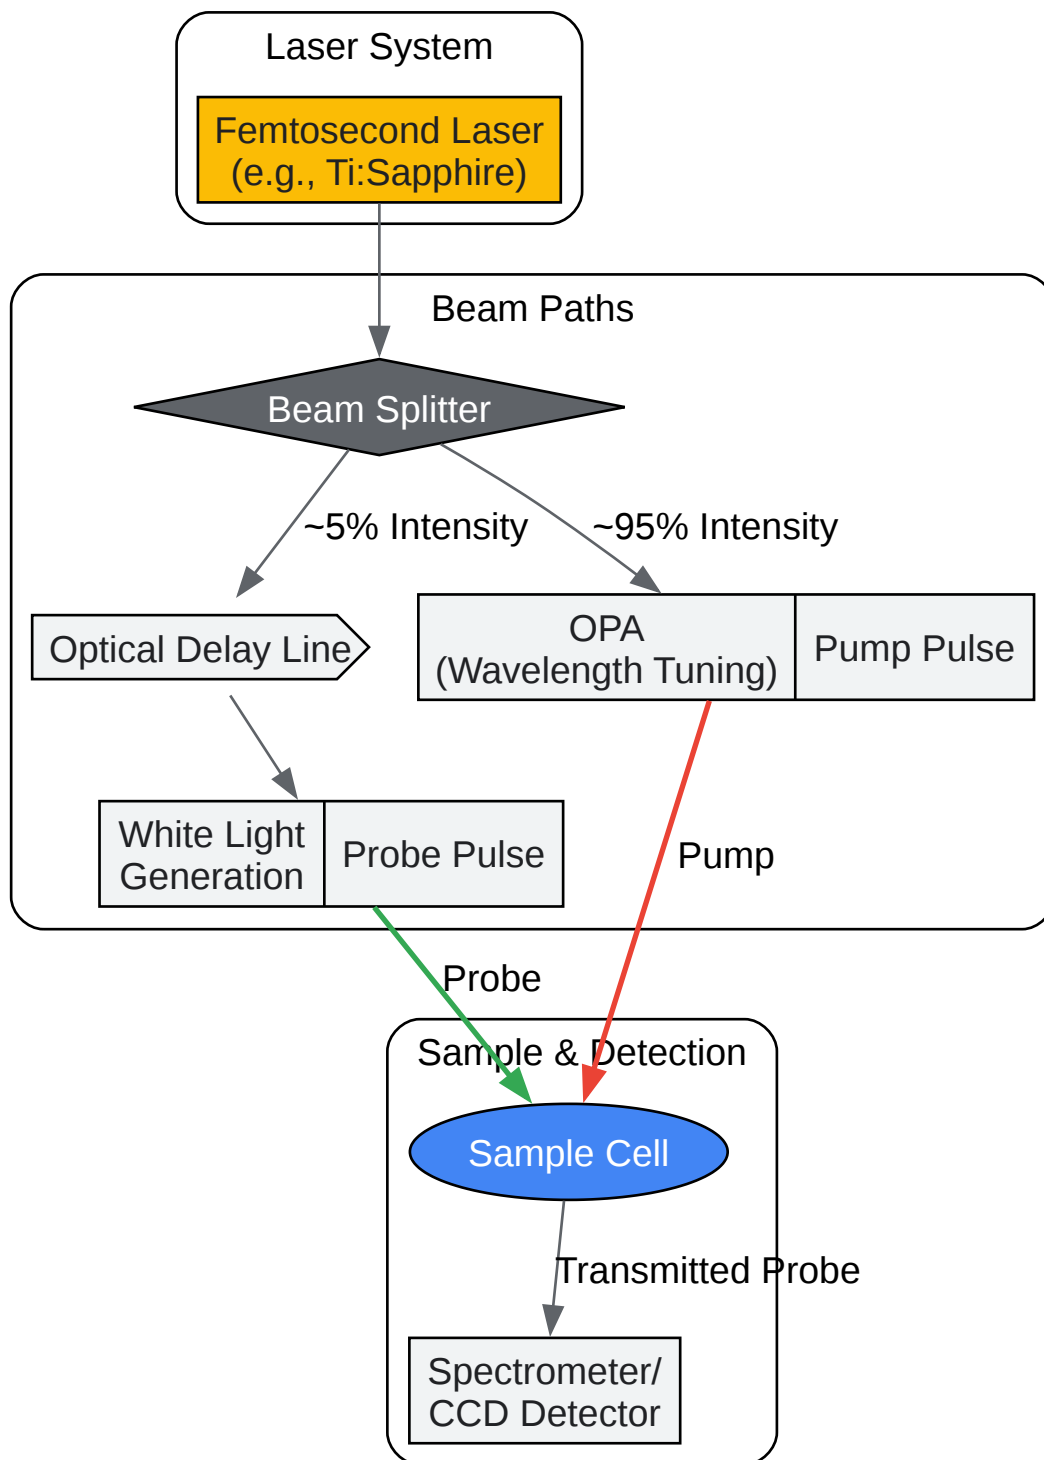 Laser System
Femtosecond Laser
(e.g., Ti:Sapphire)
Beam Paths
Beam Splitter
~5% Intensity
~95% Intensity
Optical Delay Line
OPA
(Wavelength Tuning)
Pump Pulse
White Light
Generation
Probe Pulse
Pump
Probe
Sample & Detection
Sample Cell
Transmitted Probe
Spectrometer/
CCD Detector